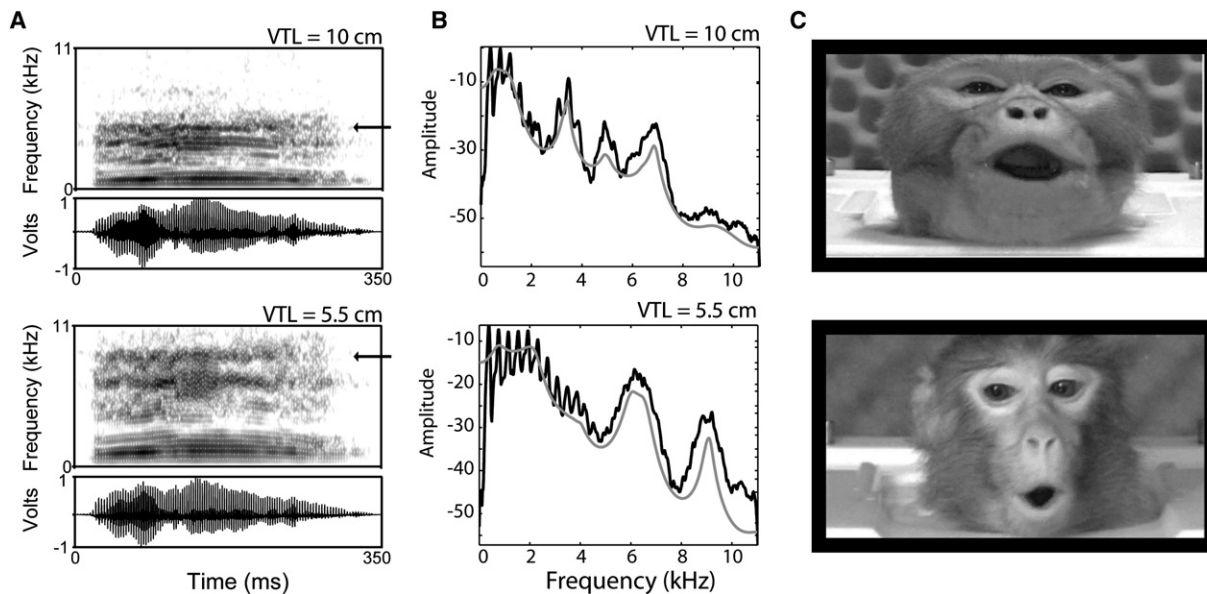 A
VTL = 10 cm
11
Frequency (kHz)
0
1
Volts
-1
0
350
VTL = 5.5 cm
11
Frequency (kHz)
0
1
Volts
-1
0
350
Time (ms)
B
VTL = 10 cm
-10
-30
-50
Amplitude
0 2 4 6 8 10
VTL = 5.5 cm
-10
-20
-30
-40
-50
Amplitude
0 2 4 6 8 10
Frequency (kHz)
C